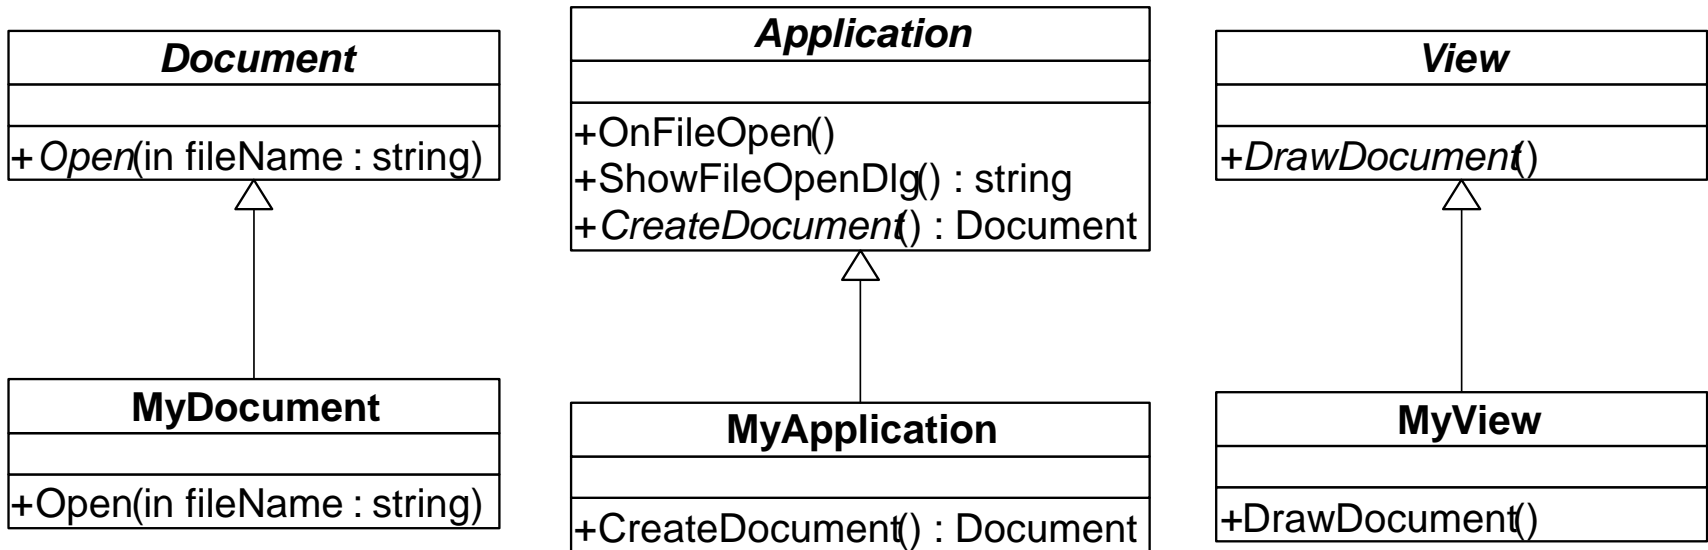 Document
+Open(in fileName : string)
Application
+OnFileOpen()
+ShowFileOpenDlg() : string
+CreateDocument() : Document
View
+DrawDocument()
MyDocument
+Open(in fileName : string)
MyApplication
+CreateDocument() : Document
MyView
+DrawDocument()